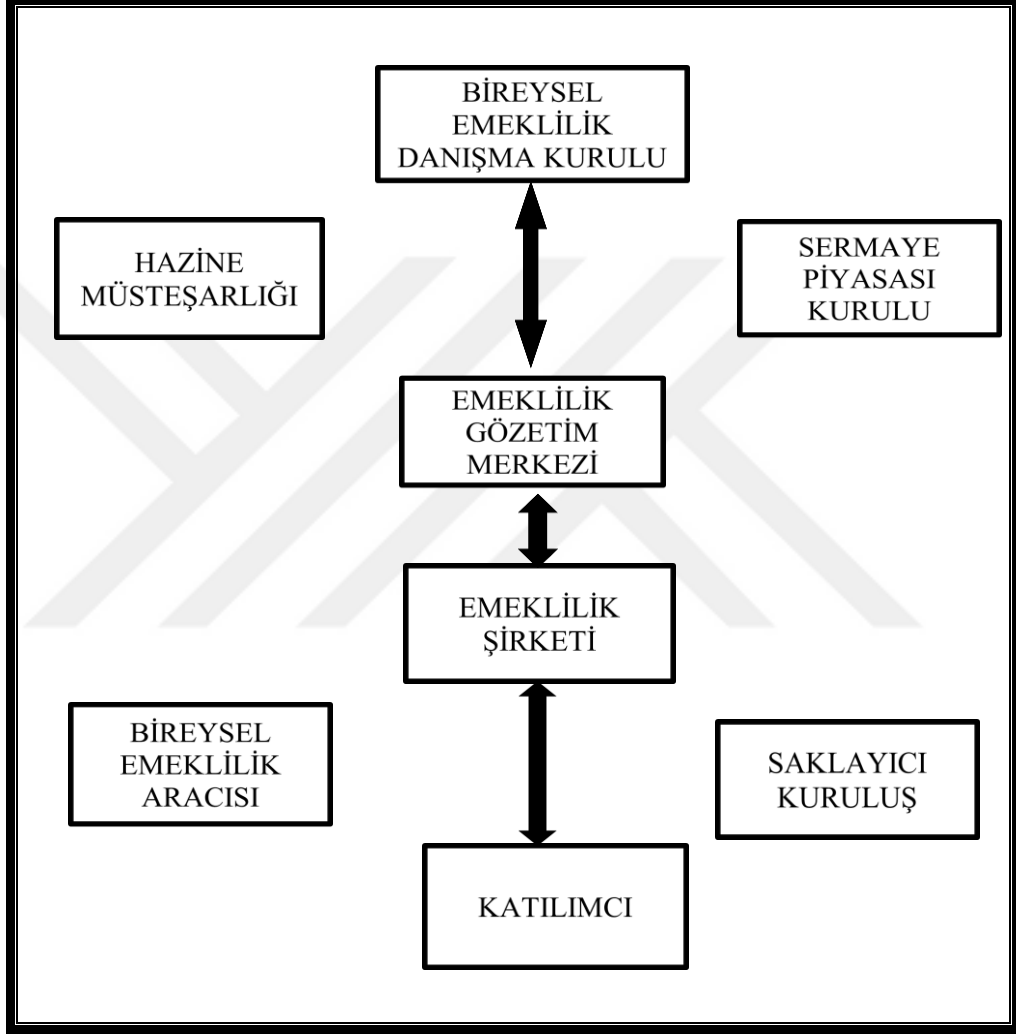 BİREYSEL
EMEKLİLİK
DANIŞMA KURULU
HAZİNE
MÜSTEŞARLIĞI
SERMAYE
PİYASASI
KURULU
EMEKLİLİK
GÖZETİM
MERKEZİ
EMEKLİLİK
ŞİRKETİ
BİREYSEL
EMEKLİLİK
ARACISI
SAKLAYICI
KURULUŞ
KATILIMCI